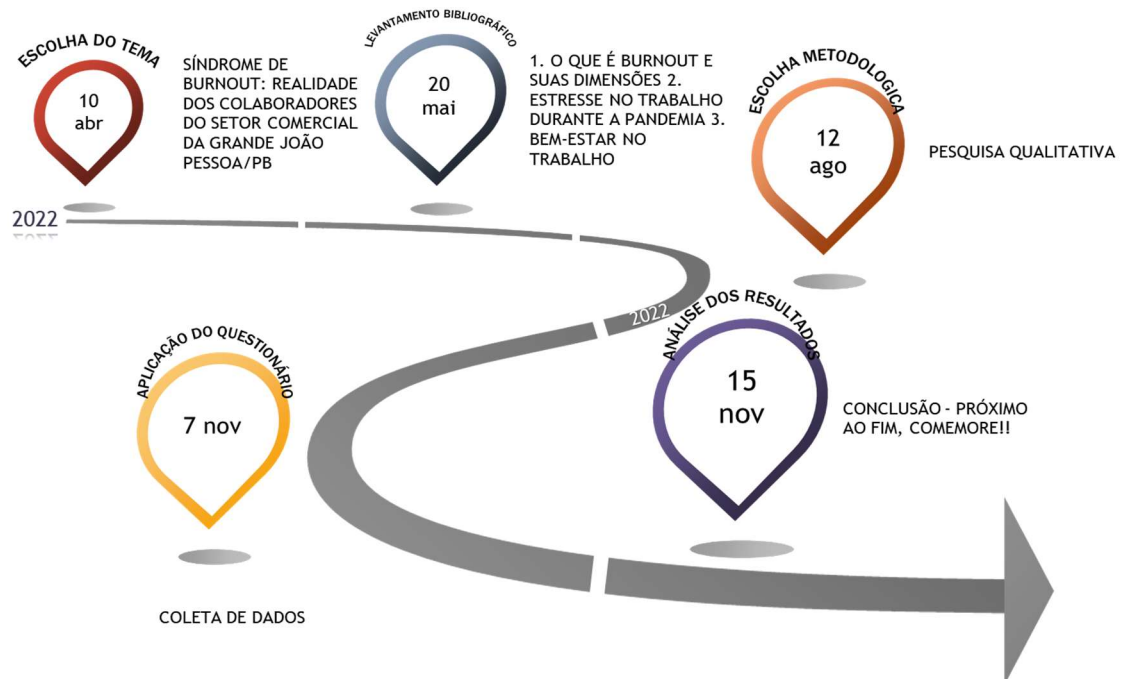 ESCOLHA DO TEMA
10
abr
SÍNDROME DE
BURNOUT: REALIDADE
DOS COLABORADORES
DO SETOR COMERCIAL
DA GRANDE JOÃO
PESSOA/PB
LEVANTAMENTO BIBLIOGRÁFICO
20
mai
1. O QUE É BURNOUT E
SUAS DIMENSÕES 2.
ESTRESSE NO TRABALHO
DURANTE A PANDEMIA 3.
BEM-ESTAR NO
TRABALHO
ESCOLHA METODOLOGICA
12
ago
PESQUISA QUALITATIVA
2022
2022
APLICAÇÃO DO QUESTIONÁRIO
7 nov
COLETA DE DADOS
ANÁLISE DOS RESULTADOS
15
nov
CONCLUSÃO - PRÓXIMO
AO FIM, COMEMORE!!